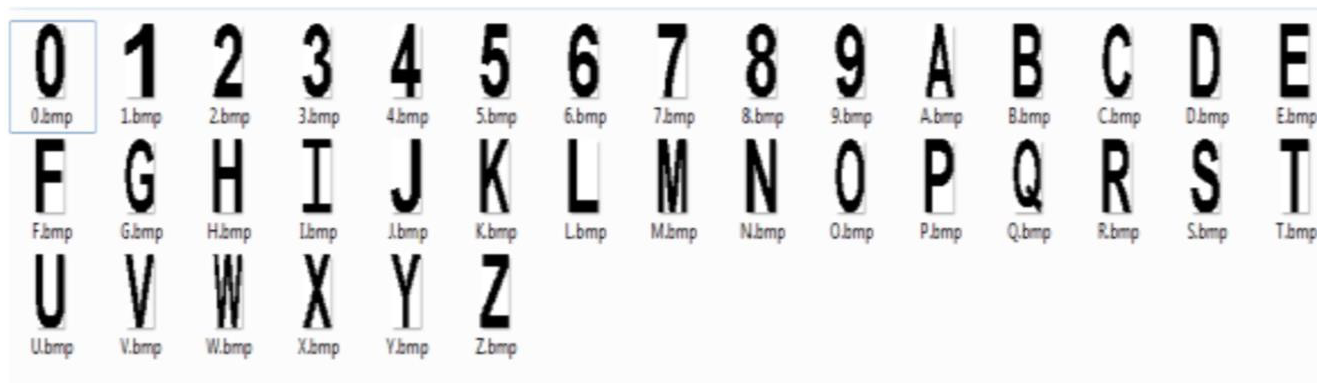 0 1 2 3 4 5 6 7 8 9 A B C D E
0.bmp 1.bmp 2.bmp 3.bmp 4.bmp 5.bmp 6.bmp 7.bmp 8.bmp 9.bmp A.bmp B.bmp C.bmp D.bmp E.bmp
F G H I J K L M N O P Q R S T
F.bmp G.bmp H.bmp I.bmp J.bmp K.bmp L.bmp M.bmp N.bmp O.bmp P.bmp Q.bmp R.bmp S.bmp T.bmp
U V W X Y Z
U.bmp V.bmp W.bmp X.bmp Y.bmp Z.bmp